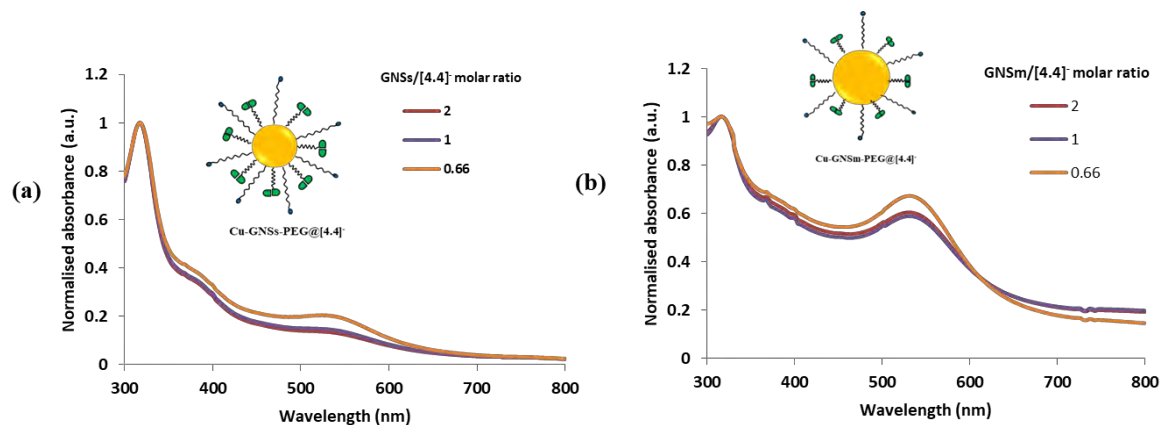 (a)
Normalised absorbance (a.u.)
1.2
1
0.8
0.6
0.4
0.2
0
300 400 500 600 700 800
Wavelength (nm)
GNSs/[4.4]⁻ molar ratio
2
1
0.66
Cu-GNSs-PEG@[4.4]⁻
(b)
Normalised absorbance (a.u.)
1.2
1
0.8
0.6
0.4
0.2
0
300 400 500 600 700 800
Wavelength (nm)
GNSm/[4.4]⁻ molar ratio
2
1
0.66
Cu-GNSm-PEG@[4.4]⁻